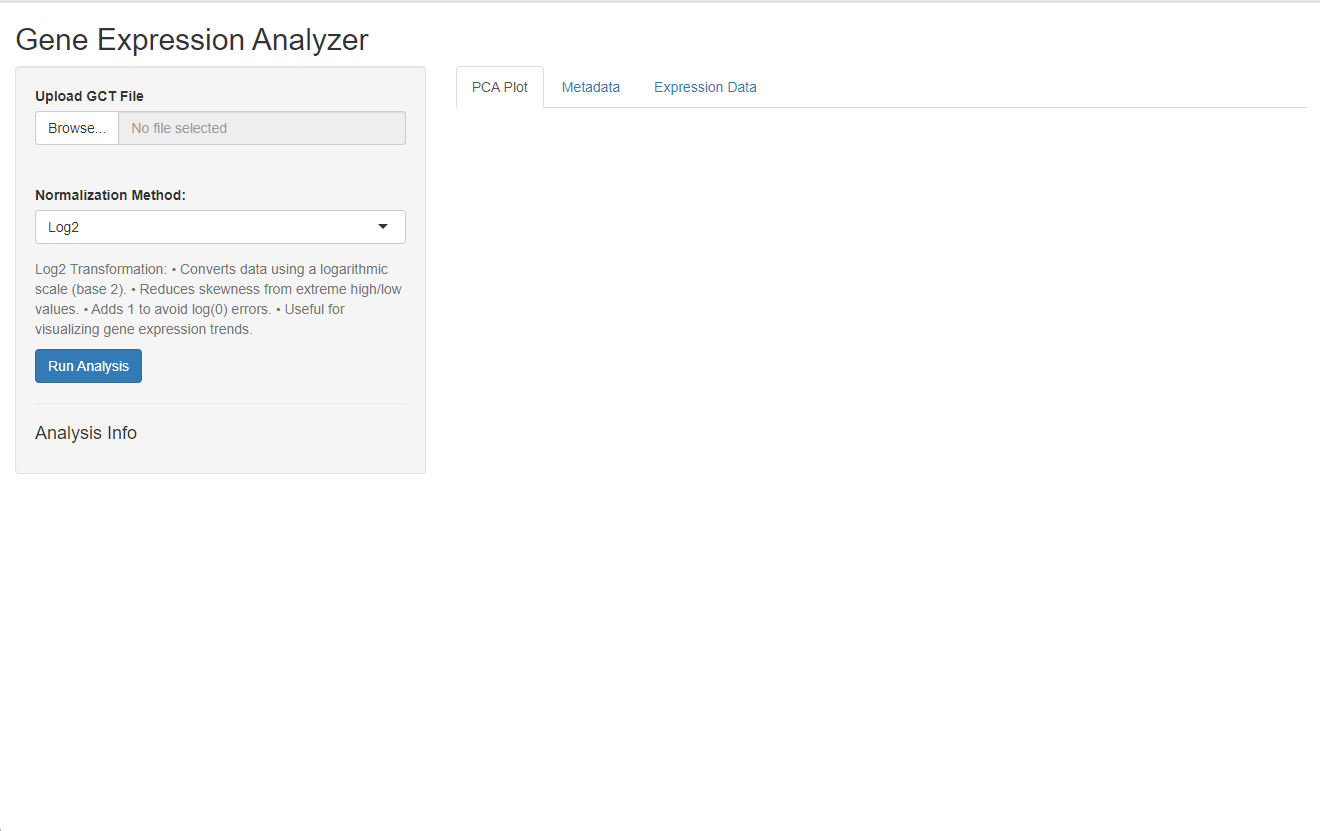 Gene Expression Analyzer
Upload GCT File
Browse... No file selected
Normalization Method:
Log2
Log2 Transformation: • Converts data using a logarithmic
scale (base 2). • Reduces skewness from extreme high/low
values. • Adds 1 to avoid log(0) errors. • Useful for
visualizing gene expression trends.
Run Analysis
Analysis Info
PCA Plot Metadata Expression Data